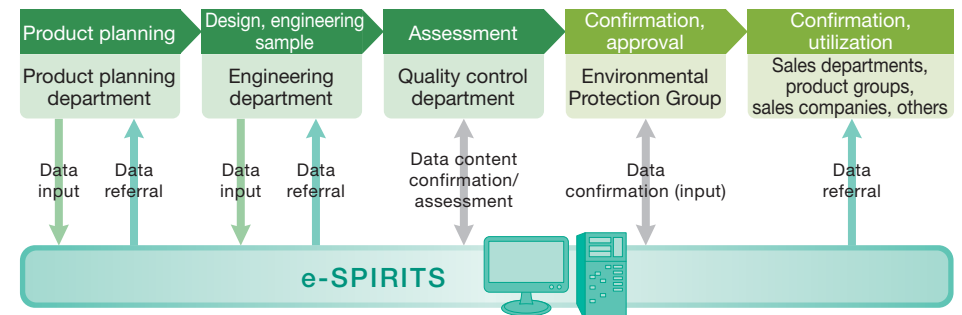 Product planning
Design, engineering
sample
Assessment
Confirmation,
approval
Confirmation,
utilization
Product planning
department
Engineering
department
Quality control
department
Environmental
Protection Group
Sales departments,
product groups,
sales companies, others
Data
input
Data
referral
Data
input
Data
referral
Data content
confirmation/
assessment
Data
confirmation (input)
Data
referral
e-SPIRITS